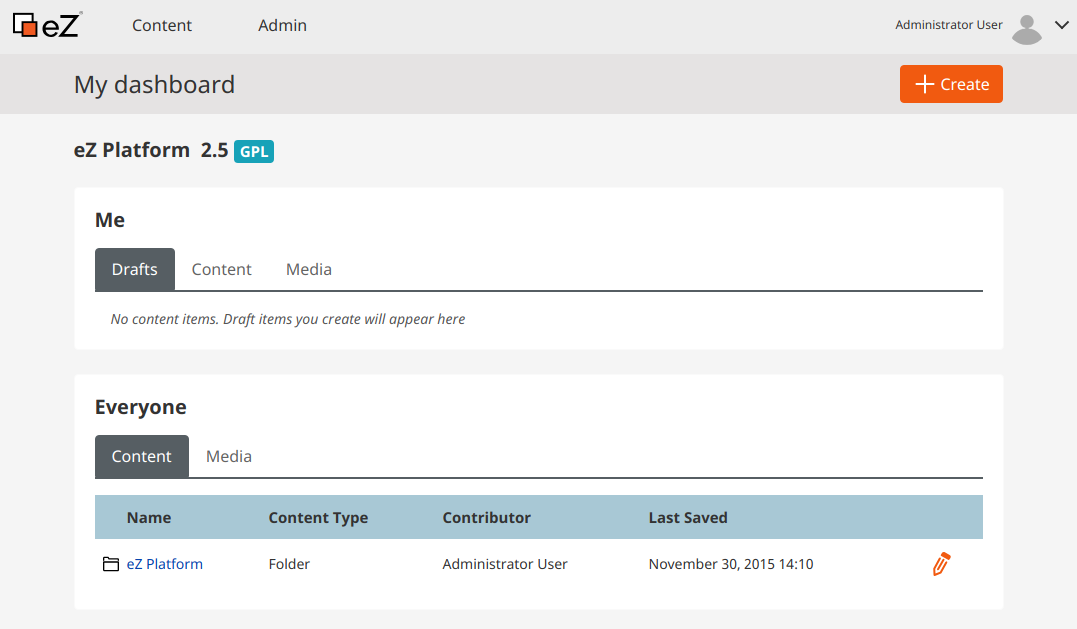 eZ Content Admin Administrator User
My dashboard Create
eZ Platform 2.5 GPL
Me
Drafts Content Media
No content items. Draft items you create will appear here
Everyone
Content Media
Name Content Type Contributor Last Saved
eZ Platform Folder Administrator User November 30, 2015 14:10